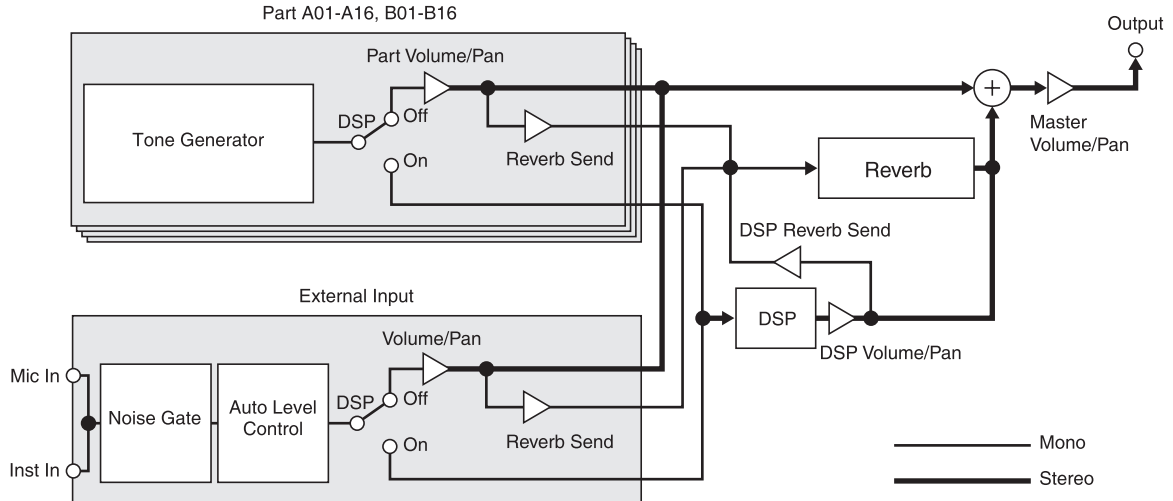 Part A01-A16, B01-B16
Output
Part Volume/Pan
Tone Generator
DSP
Off
On
Reverb Send
+
Master
Volume/Pan
Reverb
DSP Reverb Send
External Input
DSP
DSP Volume/Pan
Volume/Pan
Mic In
Inst In
Noise Gate
Auto Level
Control
DSP
Off
On
Reverb Send
Mono
Stereo